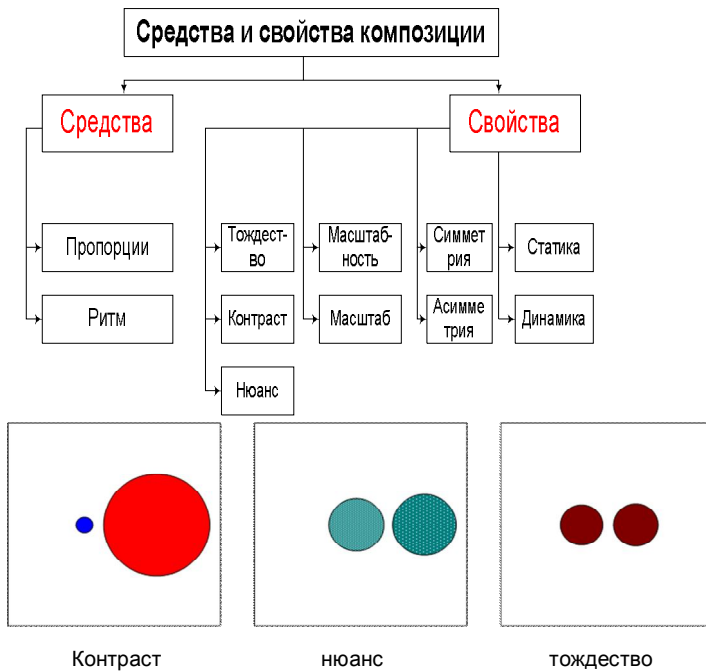 Средства и свойства композиции
Средства
Свойства
Пропорции
Ритм
Тождест-
во
Контраст
Нюанс
Масштаб-
ность
Масштаб
Симмет
рия
Асимме
трия
Статика
Динамика
Контраст
нюанс
тождество